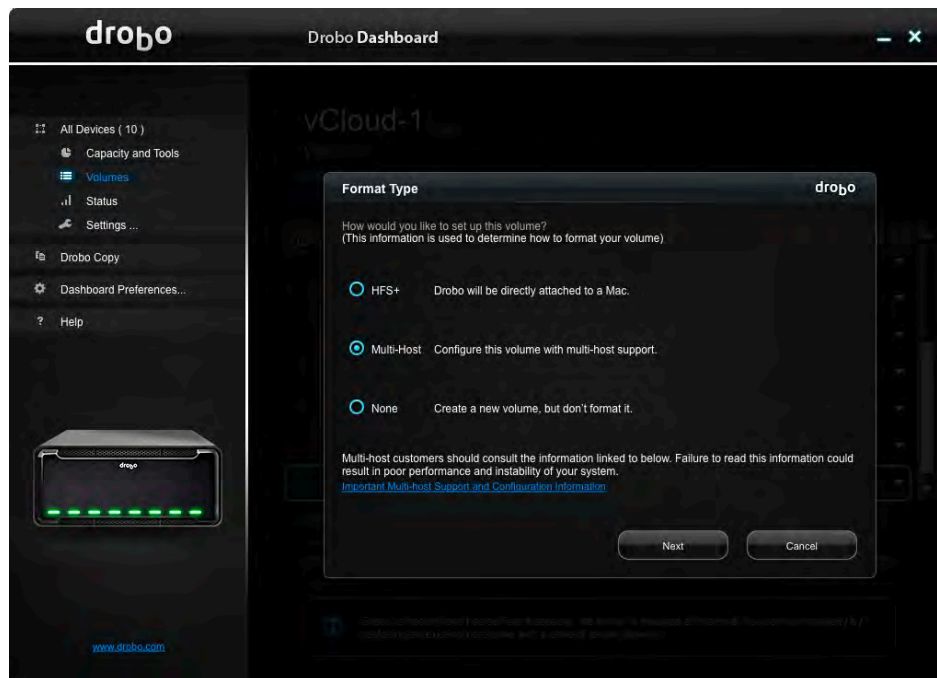 drobo
Drobo Dashboard
All Devices ( 10 )
Capacity and Tools
Volumes
Status
Settings ...
Drobo Copy
Dashboard Preferences...
? Help
drobo
www.drobo.com
vCloud-1
Format Type
drobo
How would you like to set up this volume?
(This information is used to determine how to format your volume)
HFS+ Drobo will be directly attached to a Mac.
Multi-Host Configure this volume with multi-host support.
None Create a new volume, but don't format it.
Multi-host customers should consult the information linked to below. Failure to read this information could
result in poor performance and instability of your system.
Important Multi-host Support and Configuration Information
Next Cancel